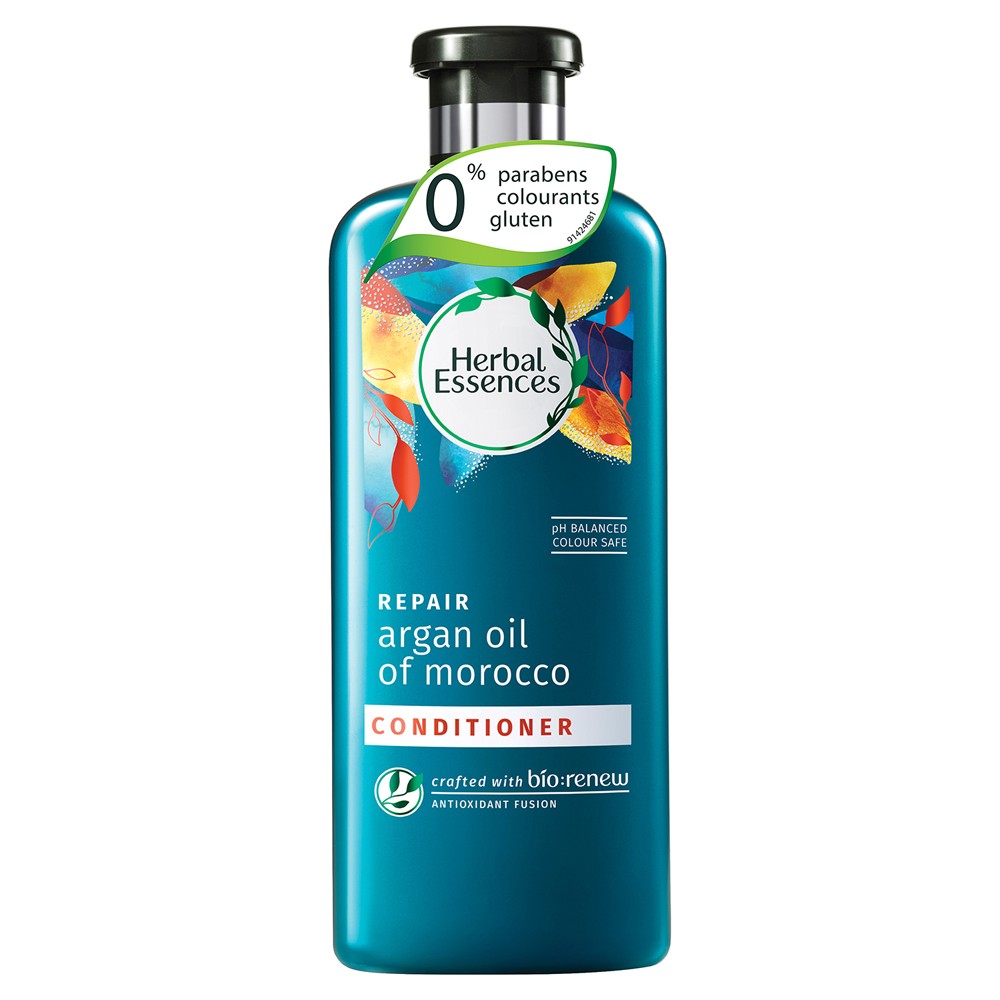 0% parabens
colourants
gluten
91424681
Herbal
Essences
pH BALANCED
COLOUR SAFE
REPAIR
argan oil
of morocco
CONDITIONER
crafted with bio:renew
ANTIOXIDANT FUSION